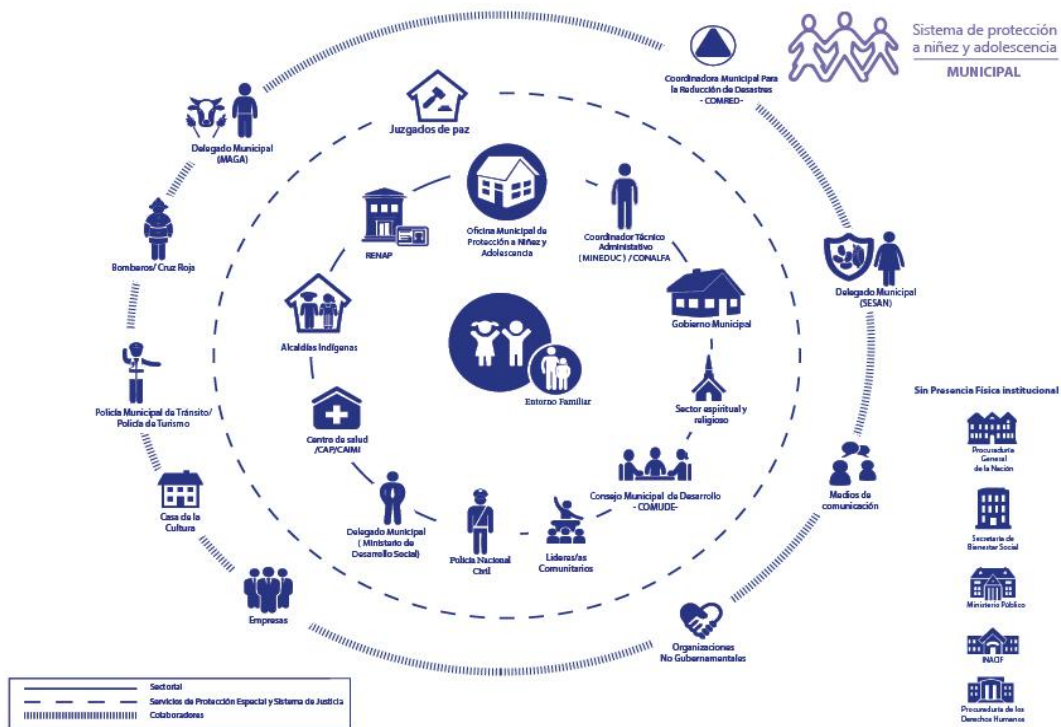 Sistema de protección
a niñez y adolescencia
MUNICIPAL
Coordinadora Municipal Para
la Reducción de Desastres
- COMRED-
Juzgados de paz
Delegado Municipal
(MAGA)
Oficina Municipal de
Protección a Niñez y
Adolescencia
Coordinador Técnico
Administativo
( MINEDUC ) / CONALFA
RENAP
Bomberos/ Cruz Roja
Delegado Municipal
(SESAN)
Gobierno Municipal
Alcaldías Indígenas
Entorno Familiar
Sector espiritual y
religioso
Policía Municipal de Tránsito/
Policía de Turismo
Centro de salud
/CAP/CAIMI
Consejo Municipal de Desarrollo
- COMUDE-
Medios de
comunicación
Casa de la
Cultura
Delegado Municipal
( Ministerio de
Desarrollo Social)
Policía Nacional
Civil
Lideres/as
Comunitarios
Empresas
Organizaciones
No Gubernamentales
Sin Presencia Física institucional
Procuraduría
General
de la Nación
Secretaria de
Bienestar Social
Ministerio Público
INACIF
Procuraduría de los
Derechos Humanos
Sectorial
Servicios de Protección Especial y Sistema de Justicia
Colaboradores